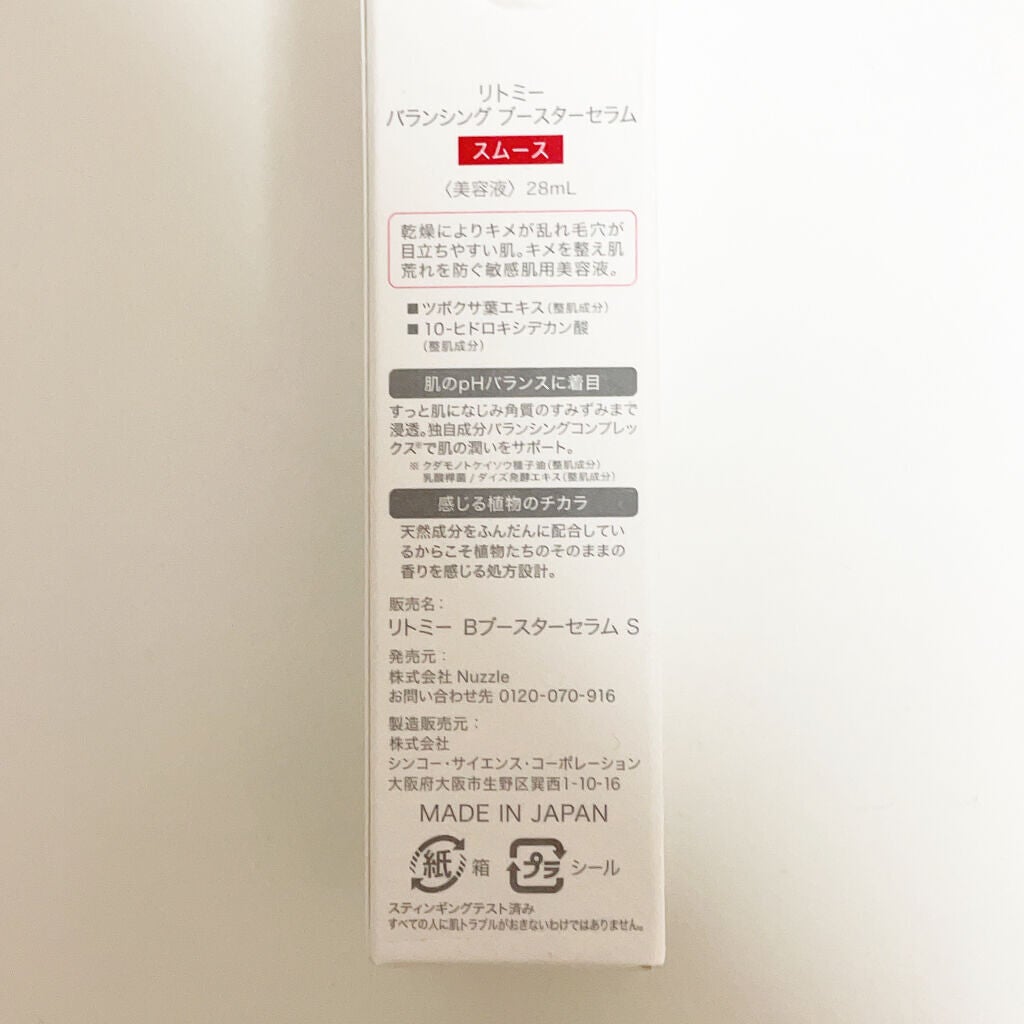 リトミー
バランシング ブースターセラム
スムース
〈美容液〉 28mL
乾燥によりキメが乱れ毛穴が
目立ちやすい肌。キメを整え肌
荒れを防ぐ敏感肌用美容液。
■ ツボクサ葉エキス（整肌成分）
■ 10-ヒドロキシデカン酸
（整肌成分）
肌のpHバランスに着目
すっと肌になじみ角質のすみずみまで
浸透。独自成分バランシングコンプレッ
クス※で肌の潤いをサポート。
※ クダモノトケイソウ種子油（整肌成分）
乳酸桿菌 / ダイズ発酵エキス（整肌成分）
感じる植物のチカラ
天然成分をふんだんに配合してい
るからこそ植物たちのそのままの
香りを感じる処方設計。
販売名：
リトミー Bブースターセラム S
発売元：
株式会社 Nuzzle
お問い合わせ先 0120-070-916
製造販売元：
株式会社
シンコー・サイエンス・コーポレーション
大阪府大阪市生野区巽西1-10-16
MADE IN JAPAN
紙 箱 プラ シール
スティンギングテスト済み
すべての人に肌トラブルがおきないわけではありません。